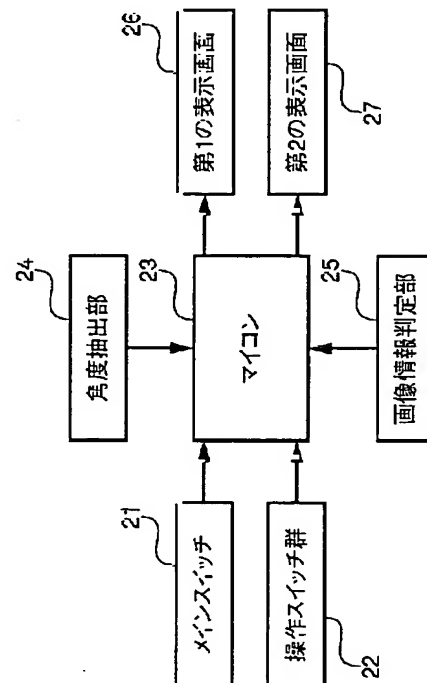 メインスイッチ
21
操作スイッチ群
22
角度抽出部
24
マイコン
23
画像情報判定部
25
第1の表示画面
26
第2の表示画面
27